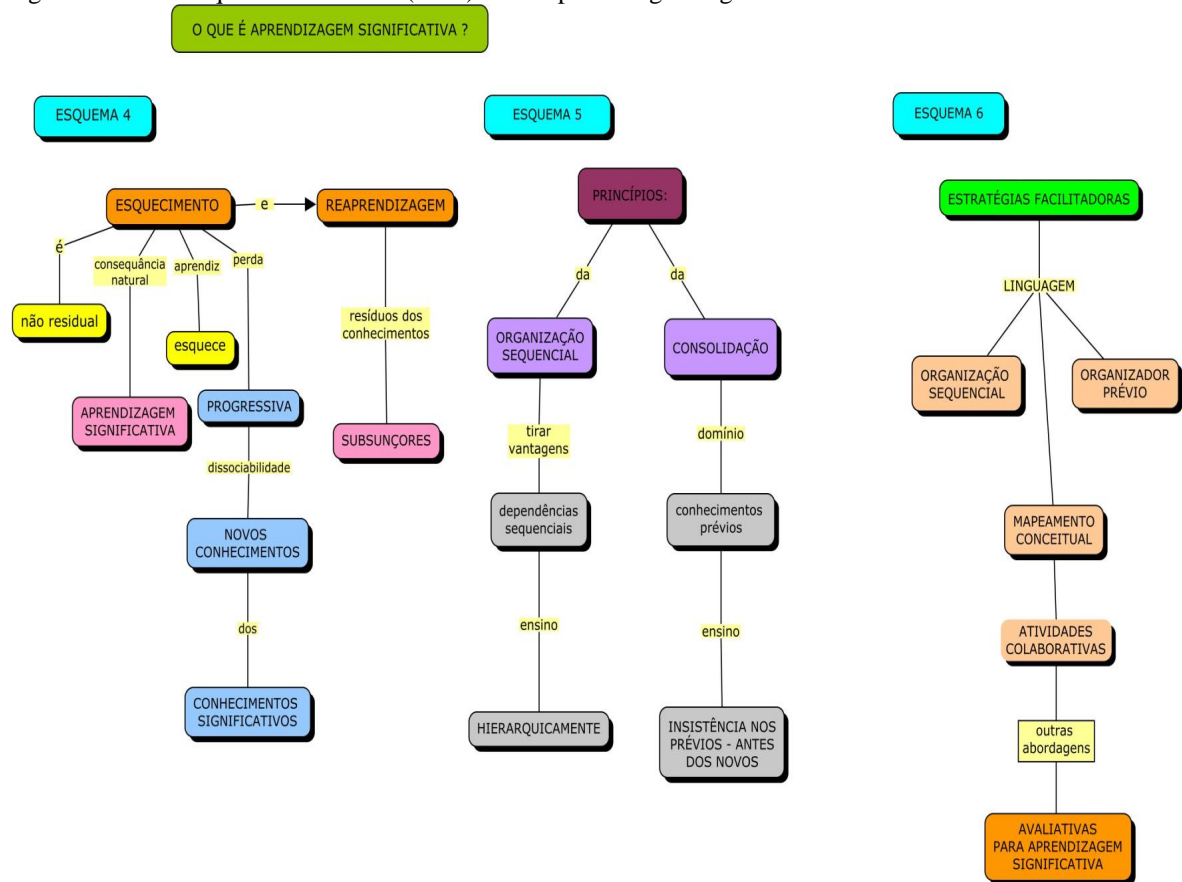 O QUE É APRENDIZAGEM SIGNIFICATIVA ?
ESQUEMA 4
ESQUECIMENTO
e
REAPRENDIZAGEM
é
consequância
natural
aprendiz
perda
não residual
esquece
APRENDIZAGEM
SIGNIFICATIVA
PROGRESSIVA
dissociabilidade
NOVOS
CONHECIMENTOS
dos
CONHECIMENTOS
SIGNIFICATIVOS
resíduos dos
conhecimentos
SUBSUNÇORES
ESQUEMA 5
PRINCÍPIOS:
da
da
ORGANIZAÇÃO
SEQUENCIAL
CONSOLIDAÇÃO
tirar
vantagens
domínio
dependências
sequenciais
conhecimentos
prévios
ensino
ensino
HIERARQUICAMENTE
INSISTÊNCIA NOS
PRÉVIOS - ANTES
DOS NOVOS
ESQUEMA 6
ESTRATÉGIAS FACILITADORAS
LINGUAGEM
ORGANIZAÇÃO
SEQUENCIAL
ORGANIZADOR
PRÉVIO
MAPEAMENTO
CONCEITUAL
ATIVIDADES
COLABORATIVAS
outras
abordagens
AVALIATIVAS
PARA APRENDIZAGEM
SIGNIFICATIVA